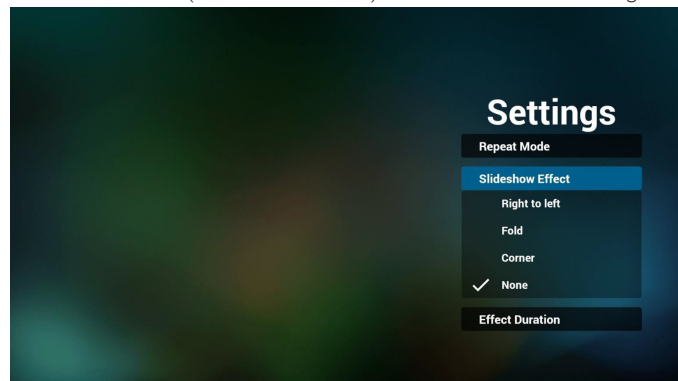 Settings
Repeat Mode
Slideshow Effect
Right to left
Fold
Corner
None
Effect Duration